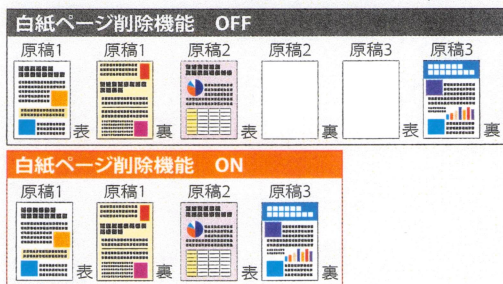 白紙ページ削除機能 OFF
原稿1 原稿1 原稿2 原稿2 原稿3 原稿3
表 裏 表 裏 表 裏
白紙ページ削除機能 ON
原稿1 原稿1 原稿2 原稿3
表 裏 表 裏